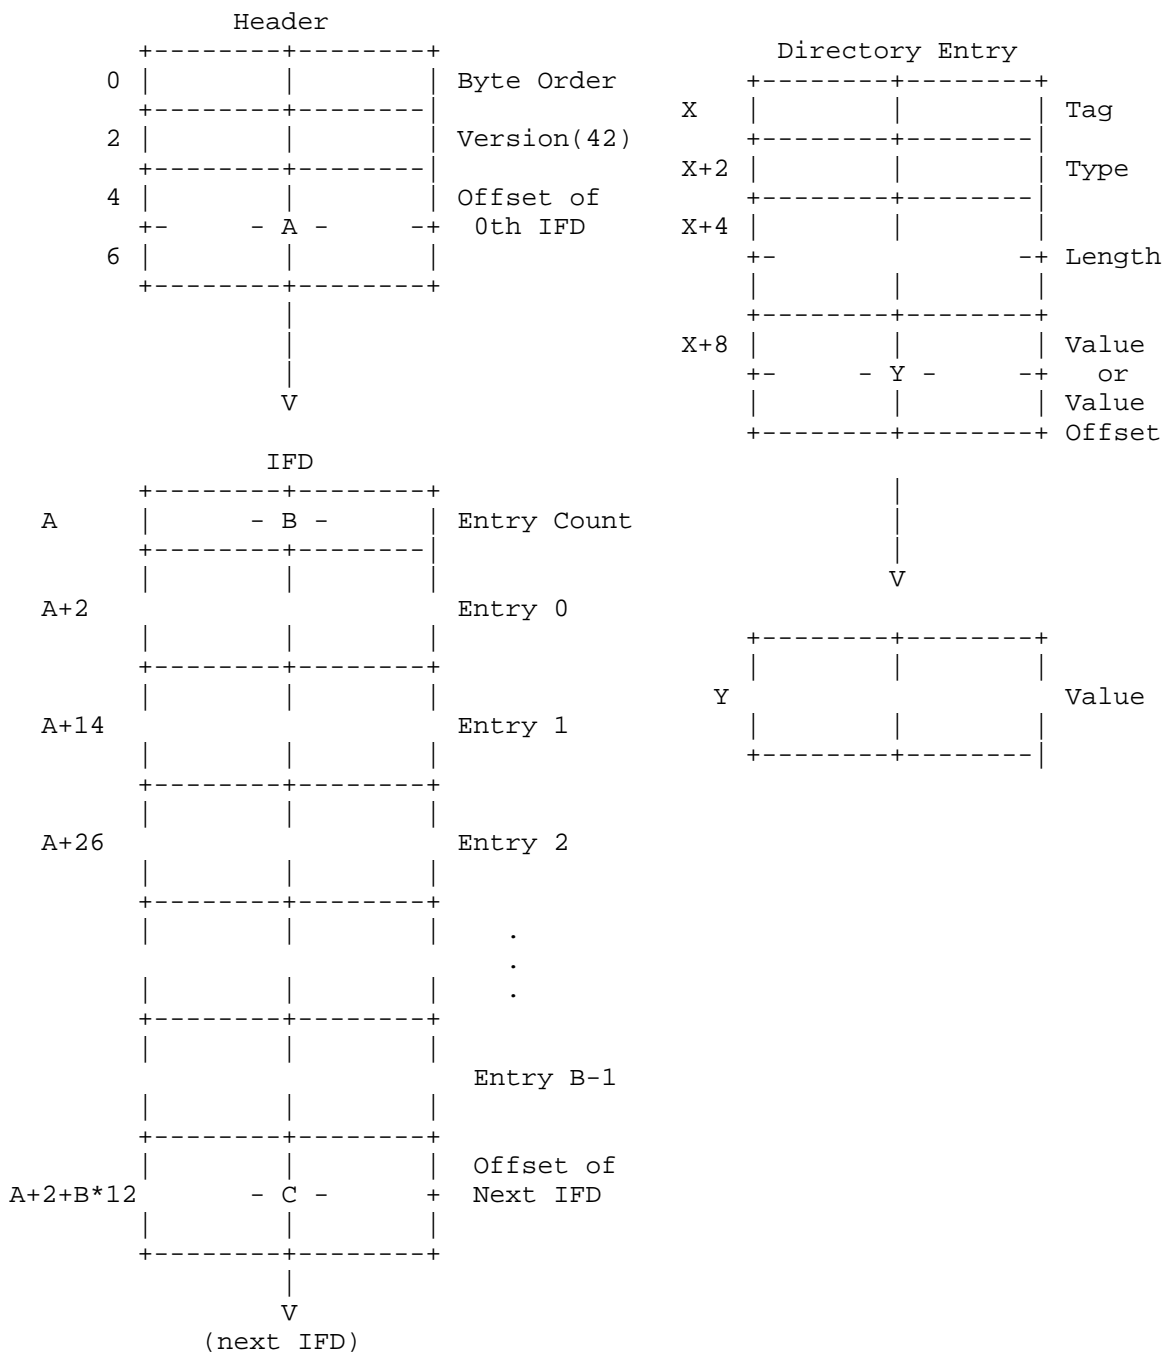 Header
0 Byte Order
2 Version(42)
4 Offset of
- A - 0th IFD
6
V
IFD
A - B - Entry Count
A+2 Entry 0
A+14 Entry 1
A+26 Entry 2
.
.
.
Entry B-1
Offset of
A+2+B*12 - C - Next IFD
V
(next IFD)
Directory Entry
X Tag
X+2 Type
X+4
Length
X+8 Value
- Y - or
Value
Offset
V
Y Value